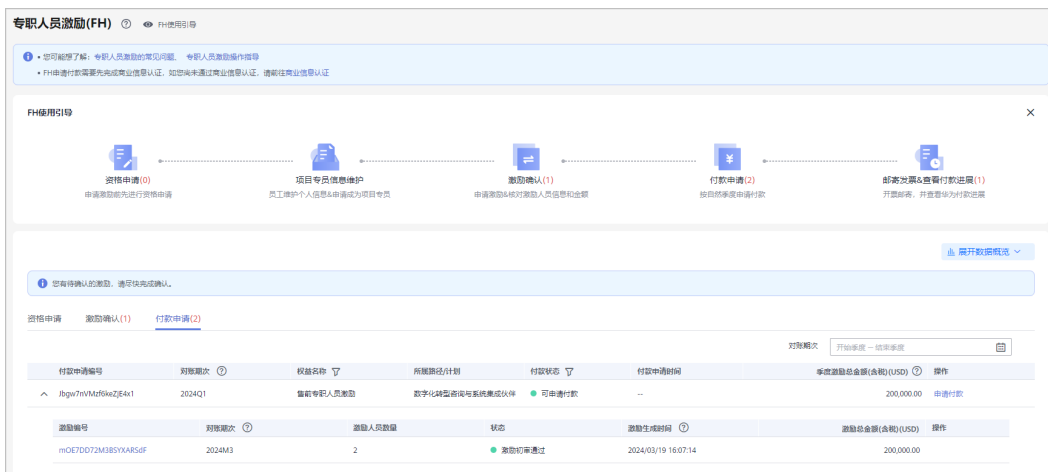 专职人员激励(FH) FH使用引导
• 您可能想了解：专职人员激励的常见问题、 专职人员激励操作指导
• FH申请付款需要先完成商业信息认证，如您尚未通过商业信息认证，请前往商业信息认证
FH使用引导
资格申请(0) 项目专员信息维护 激励确认(1) 付款申请(2) 邮寄发票&查看付款进展(1)
申请激励前先进行资格申请 员工维护个人信息&申请成为项目专员 申请激励&核对激励人员信息和金额 按自然季度申请付款 开票邮寄，并查看华为付款进展
展开数据概览
您有待确认的激励，请尽快完成确认。
资格申请 激励确认(1) 付款申请(2)
对账期次 开始季度 – 结束季度
付款申请编号 对账期次 权益名称 所属路径/计划 付款状态 付款申请时间 季度激励总金额(含税)(USD) 操作
Jbgw7nVMzf6keZjE4x1 2024Q1 售前专职人员激励 数字化转型咨询与系统集成伙伴 可申请付款 -- 200,000.00 申请付款
激励编号 对账期次 激励人员数量 状态 激励生成时间 激励总金额(含税)(USD) 操作
mOE7DD72M38SYXARSdF 2024M3 2 激励初审通过 2024/03/19 16:07:14 200,000.00